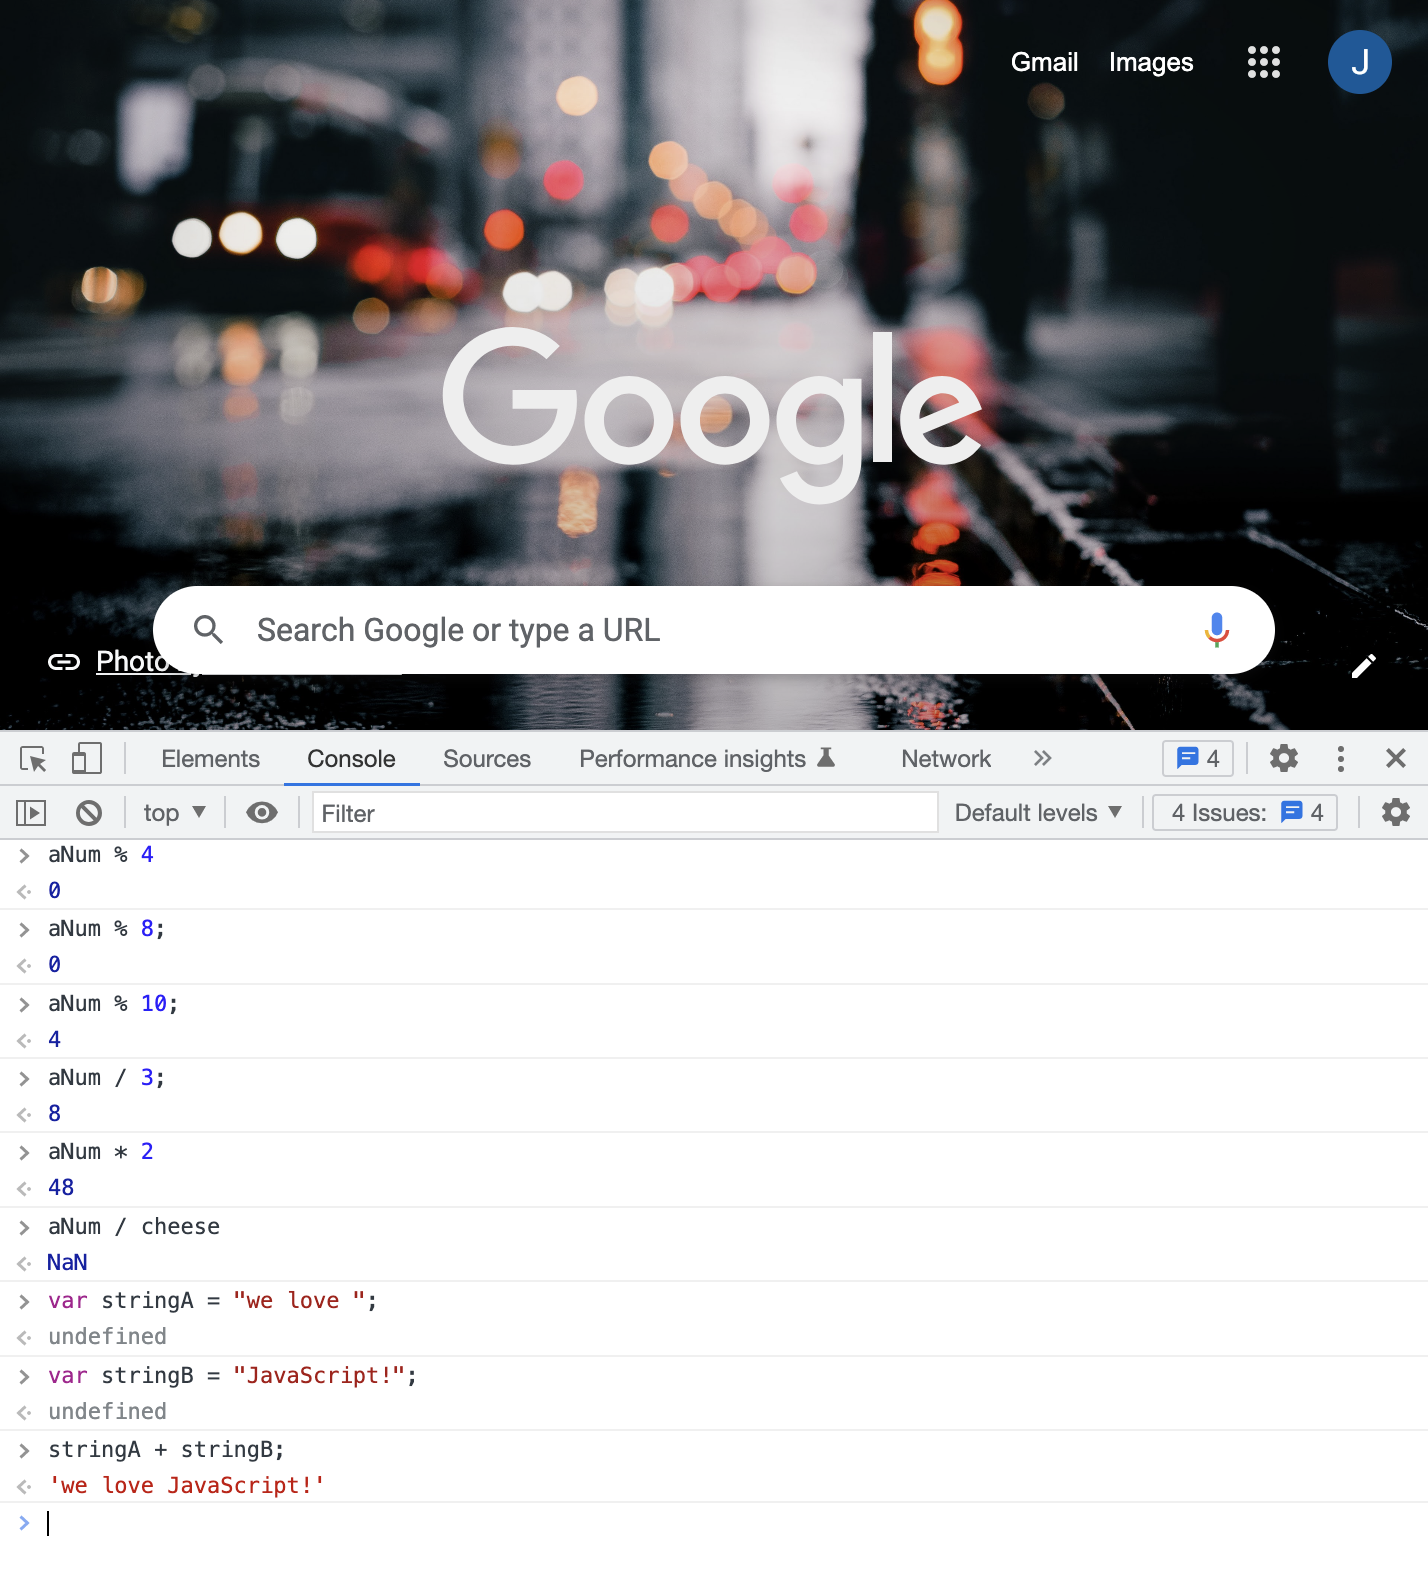 Gmail Images J
Google
Search Google or type a URL
Photo
Elements Console Sources Performance insights Network 4
top Filter Default levels 4 Issues: 4
aNum % 4
0
aNum % 8;
0
aNum % 10;
4
aNum / 3;
8
aNum * 2
48
aNum / cheese
NaN
var stringA = "we love ";
undefined
var stringB = "JavaScript!";
undefined
stringA + stringB;
'we love JavaScript!'